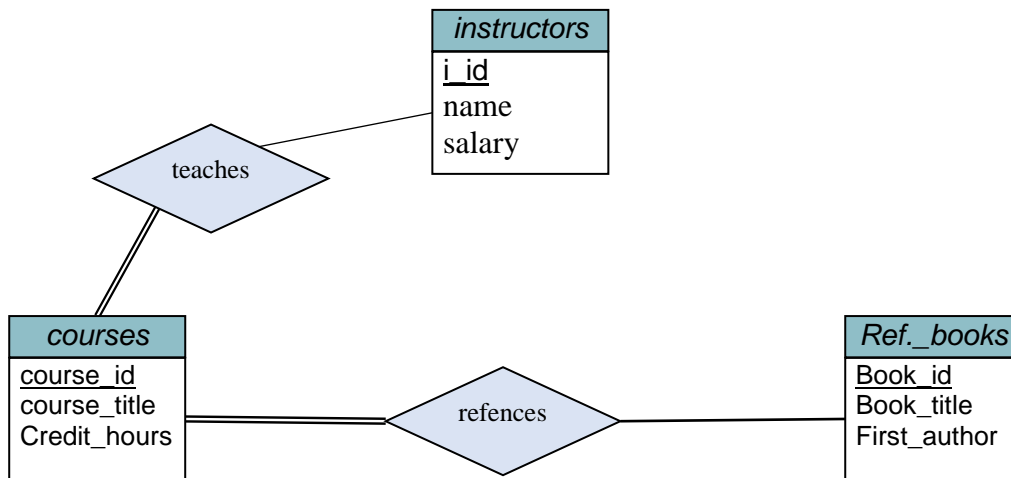 instructors
i_id
name
salary
teaches
courses
course_id
course_title
Credit_hours
refences
Ref._books
Book_id
Book_title
First_author